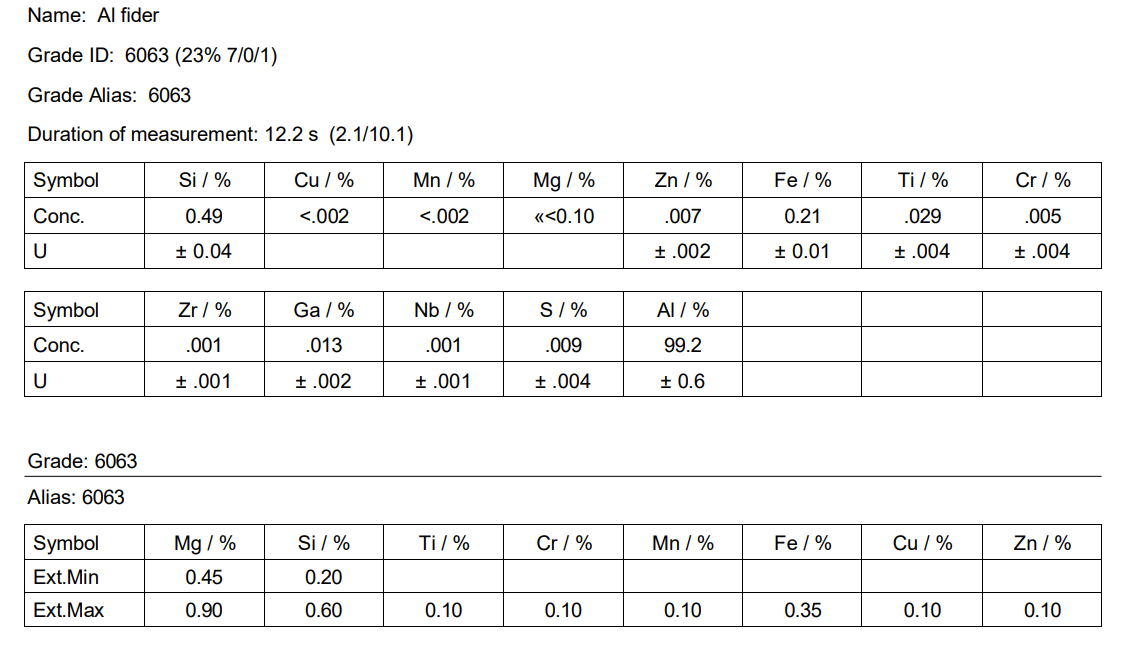 Name: Al fider
Grade ID: 6063 (23% 7/0/1)
Grade Alias: 6063
Duration of measurement: 12.2 s (2.1/10.1)
Symbol Si / % Cu / % Mn / % Mg / % Zn / % Fe / % Ti / % Cr / %
Conc. 0.49 <.002 <.002 «<0.10 .007 0.21 .029 .005
U ± 0.04 ± .002 ± 0.01 ± .004 ± .004
Symbol Zr / % Ga / % Nb / % S / % Al / %
Conc. .001 .013 .001 .009 99.2
U ± .001 ± .002 ± .001 ± .004 ± 0.6
Grade: 6063
Alias: 6063
Symbol Mg / % Si / % Ti / % Cr / % Mn / % Fe / % Cu / % Zn / %
Ext.Min 0.45 0.20
Ext.Max 0.90 0.60 0.10 0.10 0.10 0.35 0.10 0.10